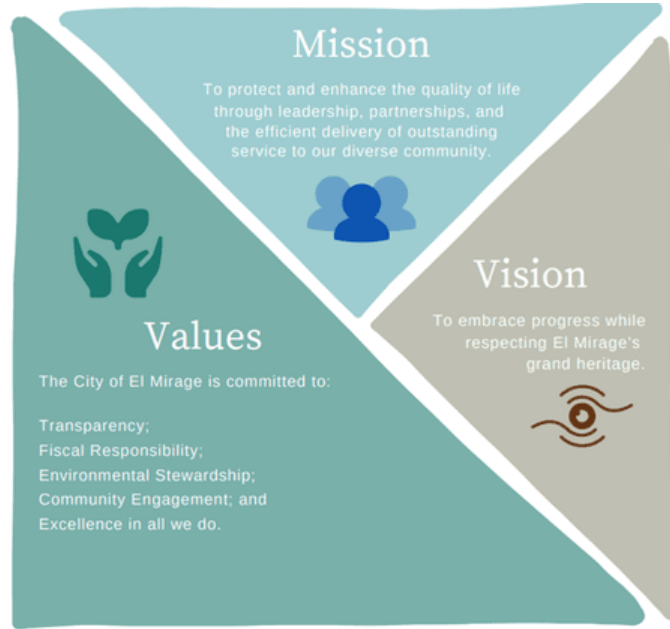 Mission
To protect and enhance the quality of life
through leadership, partnerships, and
the efficient delivery of outstanding
service to our diverse community.
Vision
To embrace progress while
respecting El Mirage's
grand heritage.
Values
The City of El Mirage is committed to:
Transparency;
Fiscal Responsibility;
Environmental Stewardship;
Community Engagement; and
Excellence in all we do.